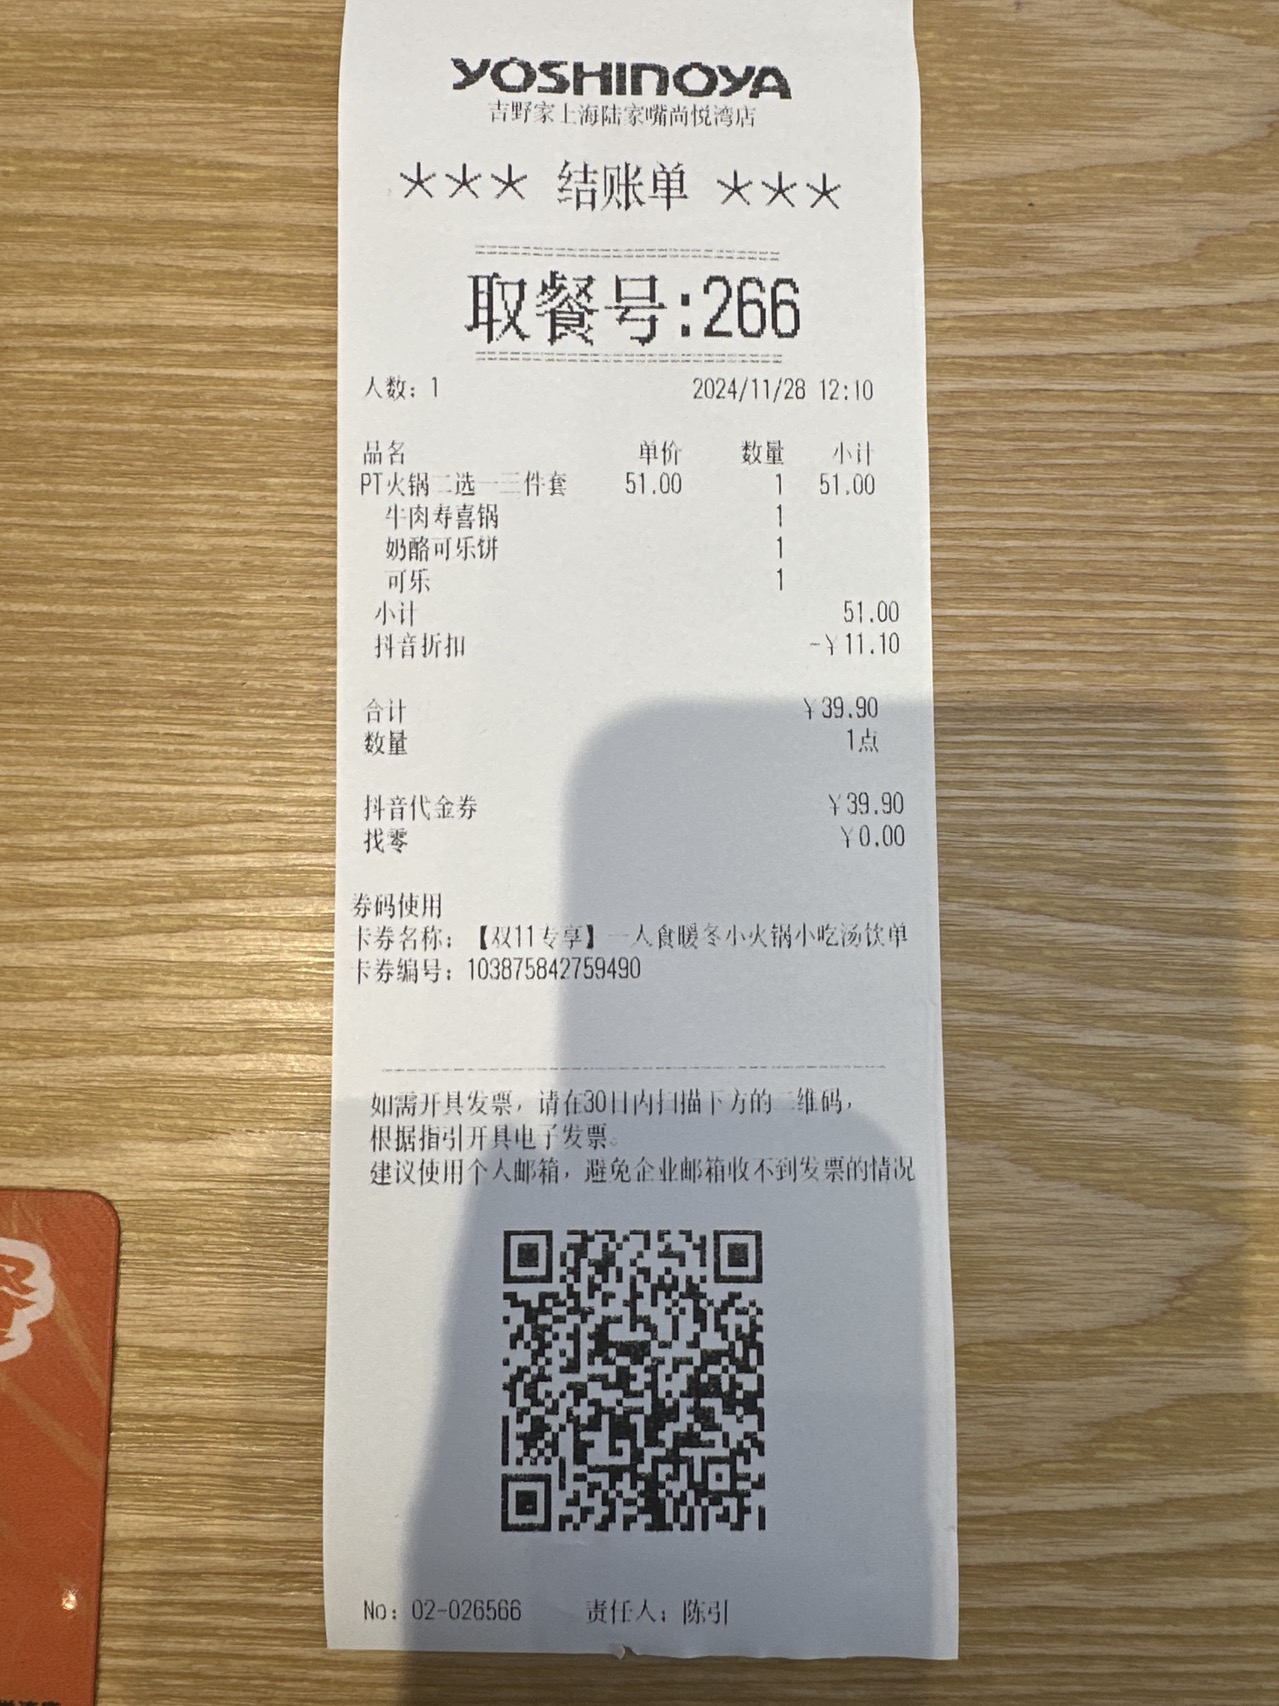 YOSHINOYA
吉野家上海陆家嘴尚悦湾店
*** 结账单 ***
取餐号:266
人数: 1 2024/11/28 12:10
品名 单价 数量 小计
PT火锅二选一三件套 51.00 1 51.00
牛肉寿喜锅 1
奶酪可乐饼 1
可乐 1
小计 51.00
抖音折扣 -¥11.10
合计 ¥39.90
数量 1点
抖音代金券 ¥39.90
找零 ¥0.00
券码使用
卡券名称: 【双11专享】一人食暖冬小火锅小吃汤饮单
卡券编号: 103875842759490
如需开具发票, 请在30日内扫描下方的二维码,
根据指引开具电子发票。
建议使用个人邮箱, 避免企业邮箱收不到发票的情况
No: 02-026566 责任人: 陈引